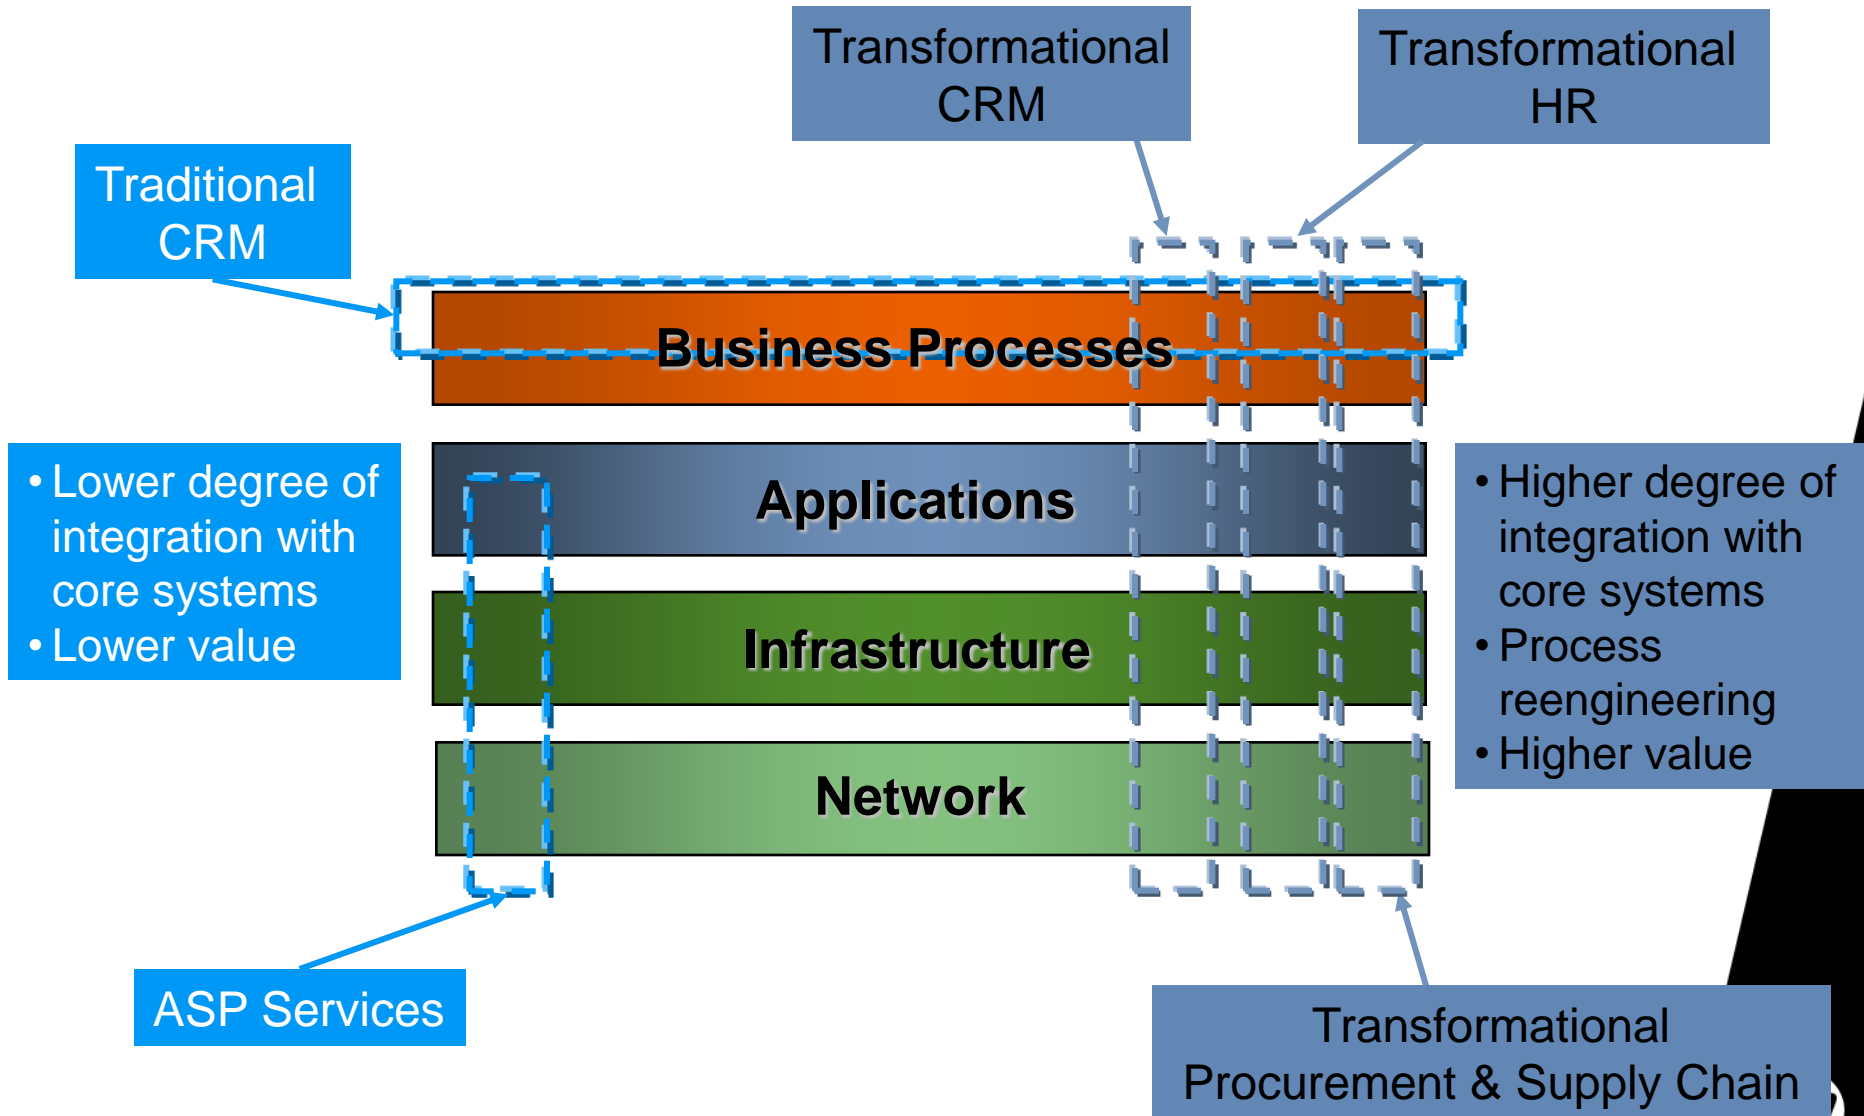 Transformational
CRM
Transformational
HR
Traditional
CRM
Business Processes
• Lower degree of
integration with
core systems
• Lower value
Applications
Infrastructure
Network
• Higher degree of
integration with
core systems
• Process
reengineering
• Higher value
ASP Services
Transformational
Procurement & Supply Chain